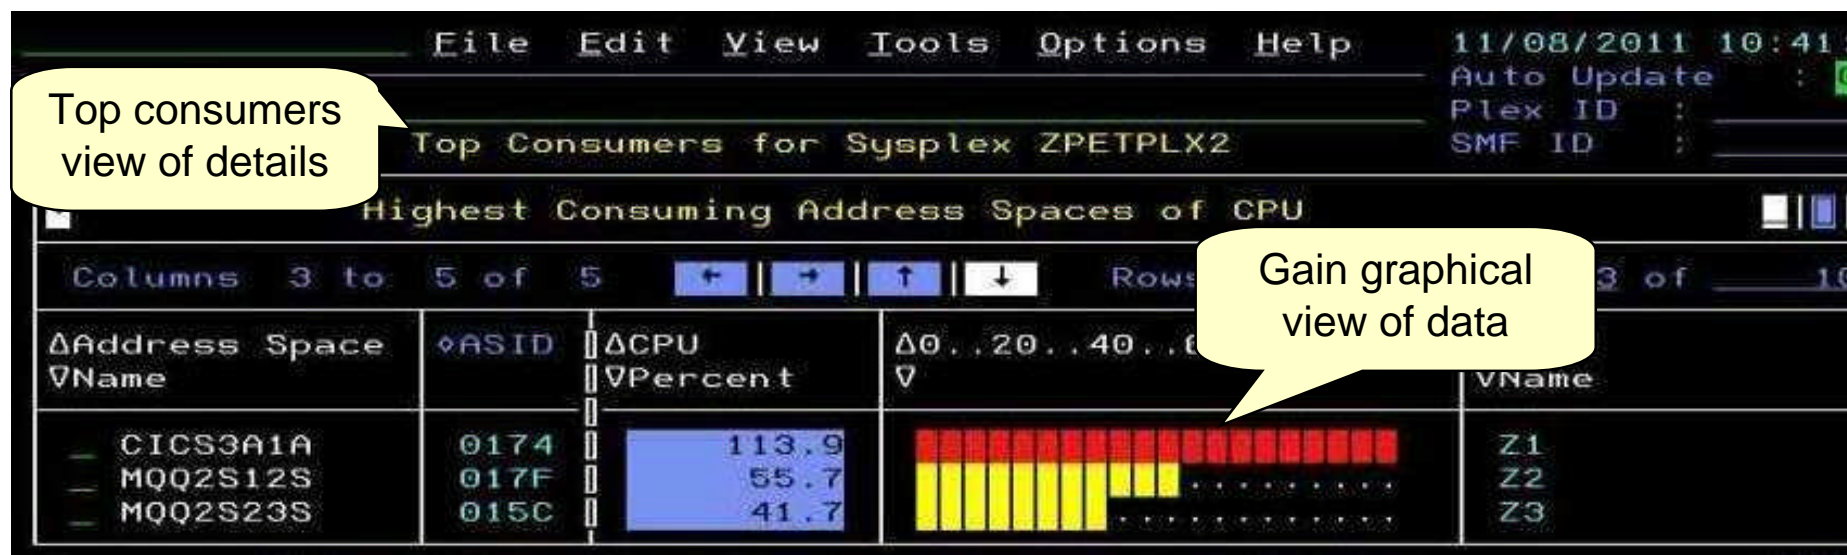 File Edit View Tools Options Help 11/08/2011 10:41
Auto Update :
Plex ID :
SMF ID :
Top consumers
view of details
Top Consumers for Sysplex ZPETPLX2
Highest Consuming Address Spaces of CPU
Columns 3 to 5 of 5 ← | → | ↑ | ↓ Rows 3 of 10
Gain graphical
view of data
ΔAddress Space ◊ASID ΔCPU Δ0..20..40..
∇Name ∇Percent ∇ ∇Name
_ CICS3A1A 0174 113.9 Z1
_ MQQ2S12S 017F 55.7 Z2
_ MQQ2S23S 015C 41.7 Z3